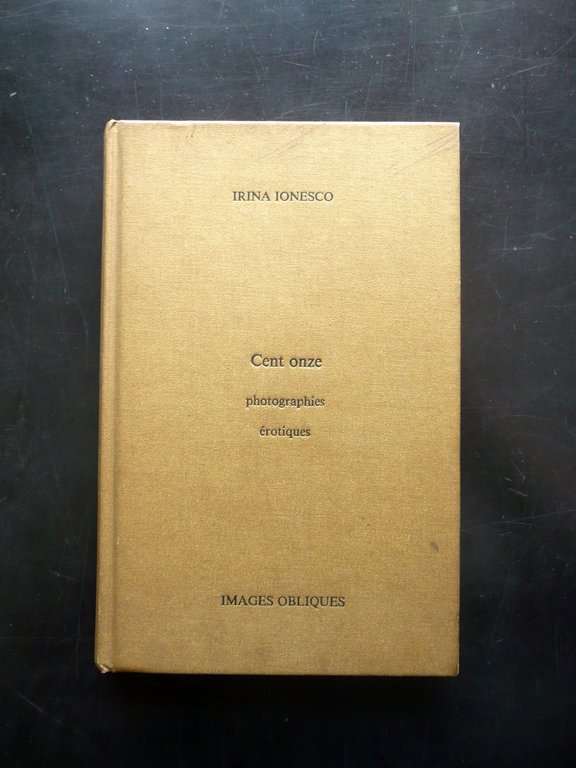 IRINA IONESCO
Cent onze
photographies
érotiques
IMAGES OBLIQUES